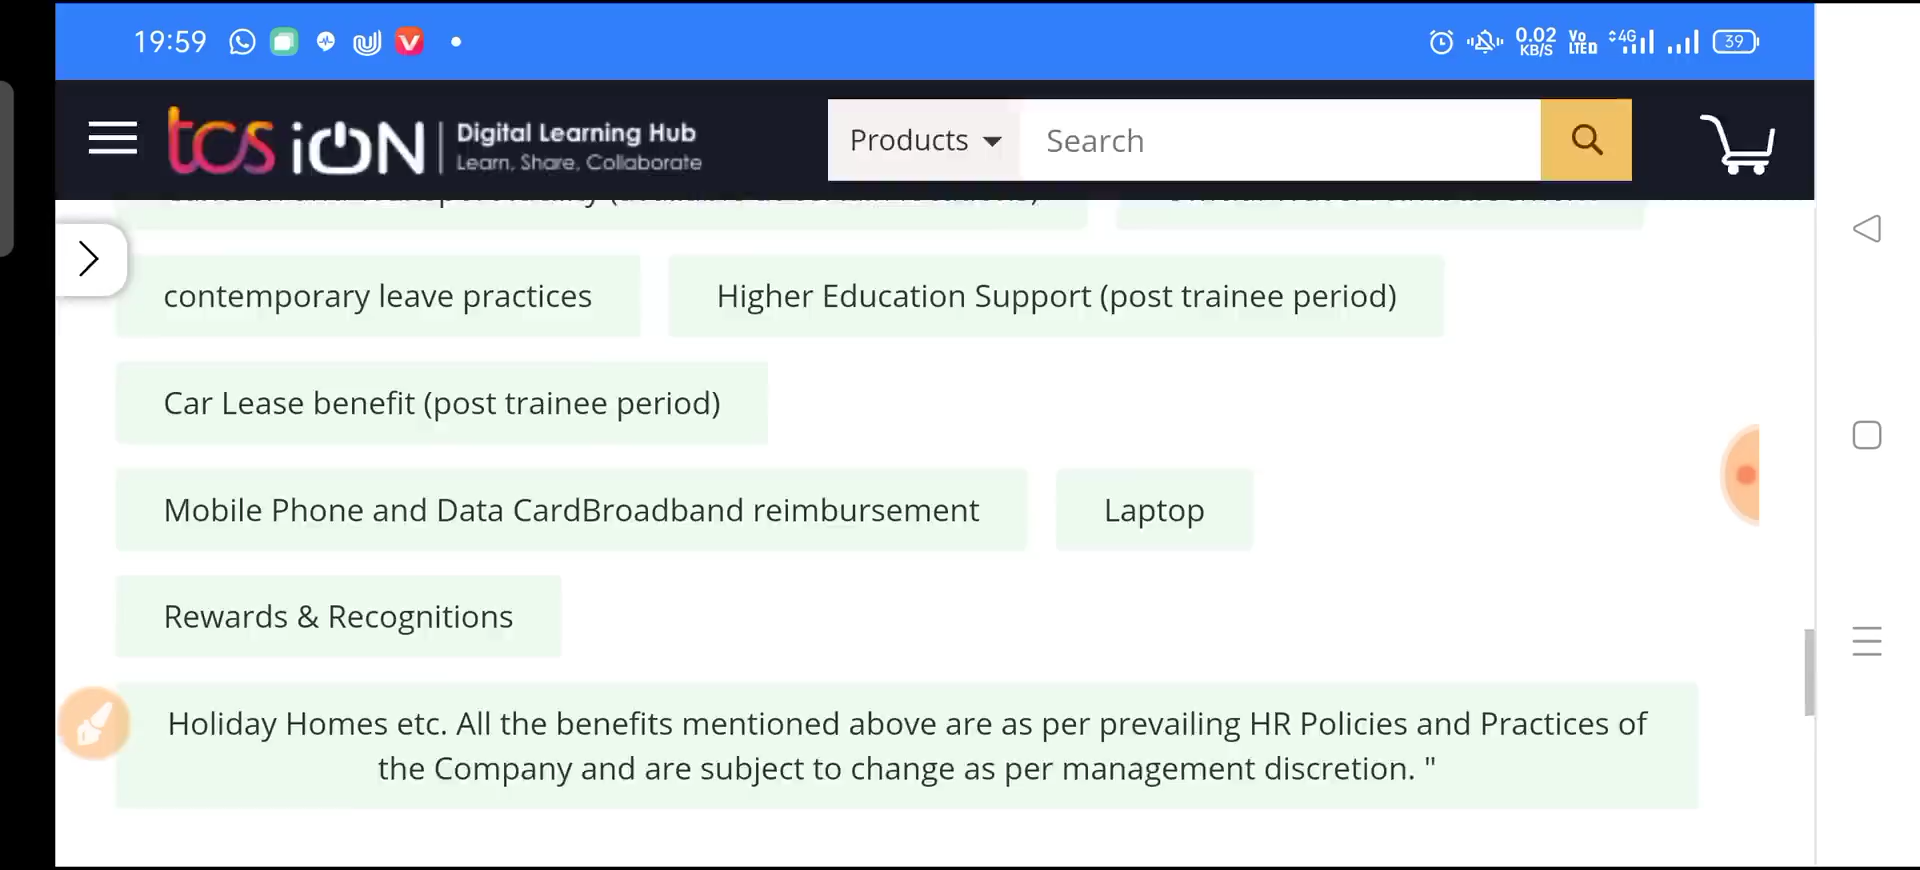 19:59
0.02 KB/S
Vo LTED
4G
39
tcs iON
Digital Learning Hub
Learn, Share, Collaborate
Products
Search
contemporary leave practices
Higher Education Support (post trainee period)
Car Lease benefit (post trainee period)
Mobile Phone and Data CardBroadband reimbursement
Laptop
Rewards & Recognitions
Holiday Homes etc. All the benefits mentioned above are as per prevailing HR Policies and Practices of
the Company and are subject to change as per management discretion. "